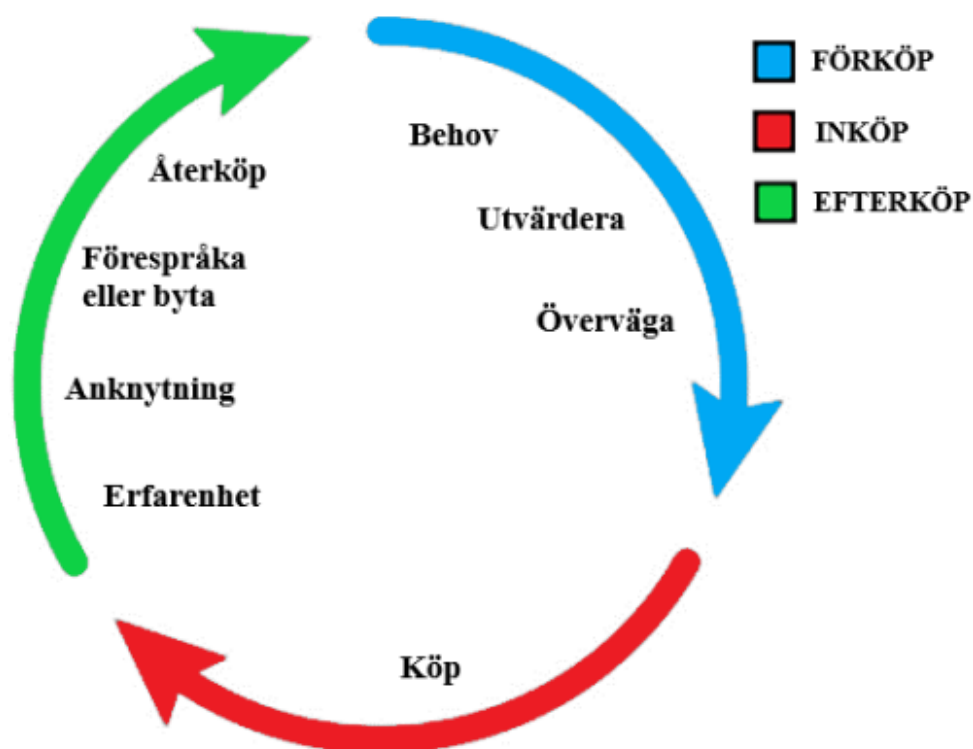 Behov
Utvärdera
Överväga
Köp
Erfarenhet
Anknytning
Förespråka
eller byta
Återköp
FÖRKÖP
INKÖP
EFTERKÖP